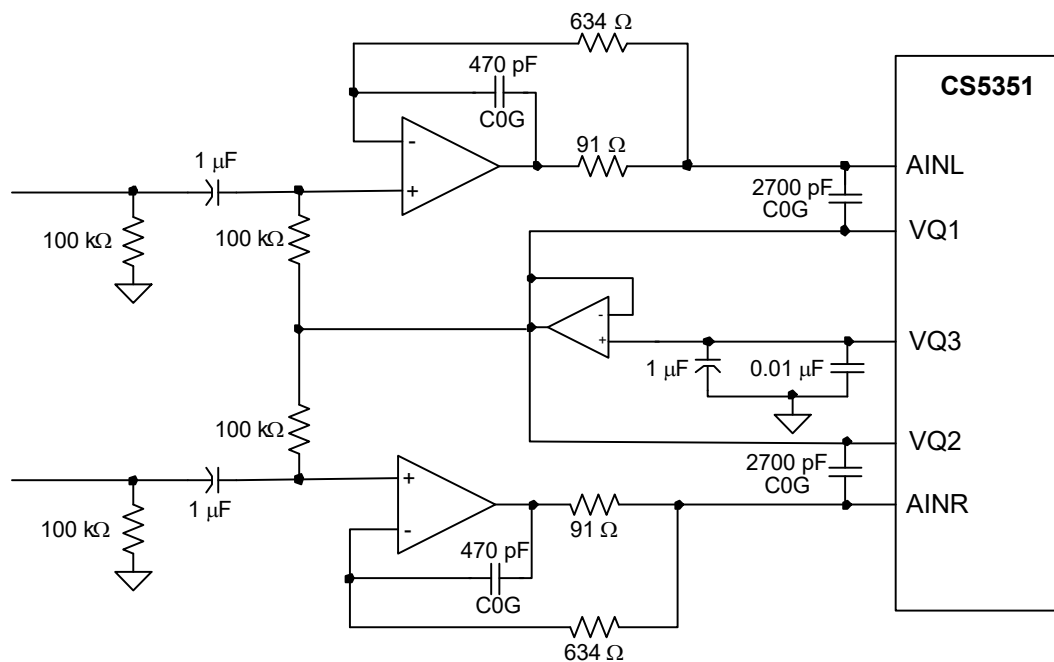 634 Ω
470 pF
C0G
CS5351
91 Ω
1 µF
-
+
AINL
2700 pF
C0G
100 kΩ
100 kΩ
VQ1
-
+
VQ3
1 µF
0.01 µF
100 kΩ
VQ2
2700 pF
C0G
+
-
AINR
1 µF
91 Ω
100 kΩ
470 pF
C0G
634 Ω